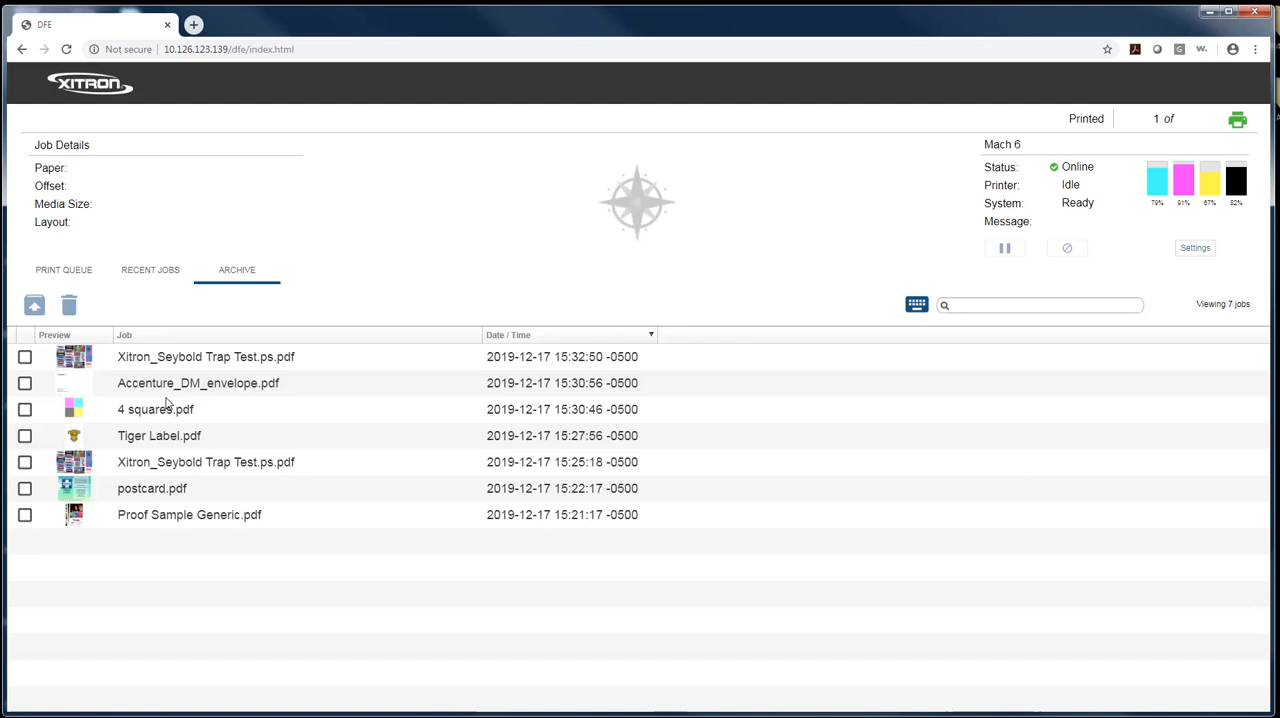 DFE
Not secure 10.126.123.139/dfe/index.html
XITRON
Printed 1 of
Job Details
Mach 6
Paper:
Status: Online
Offset:
Printer: Idle
Media Size:
System: Ready
79% 91% 67% 82%
Layout:
Message:
Settings
PRINT QUEUE RECENT JOBS ARCHIVE
Viewing 7 jobs
Preview Job Date / Time
Xitron_Seybold Trap Test.ps.pdf 2019-12-17 15:32:50 -0500
Accenture_DM_envelope.pdf 2019-12-17 15:30:56 -0500
4 squares.pdf 2019-12-17 15:30:46 -0500
Tiger Label.pdf 2019-12-17 15:27:56 -0500
Xitron_Seybold Trap Test.ps.pdf 2019-12-17 15:25:18 -0500
postcard.pdf 2019-12-17 15:22:17 -0500
Proof Sample Generic.pdf 2019-12-17 15:21:17 -0500